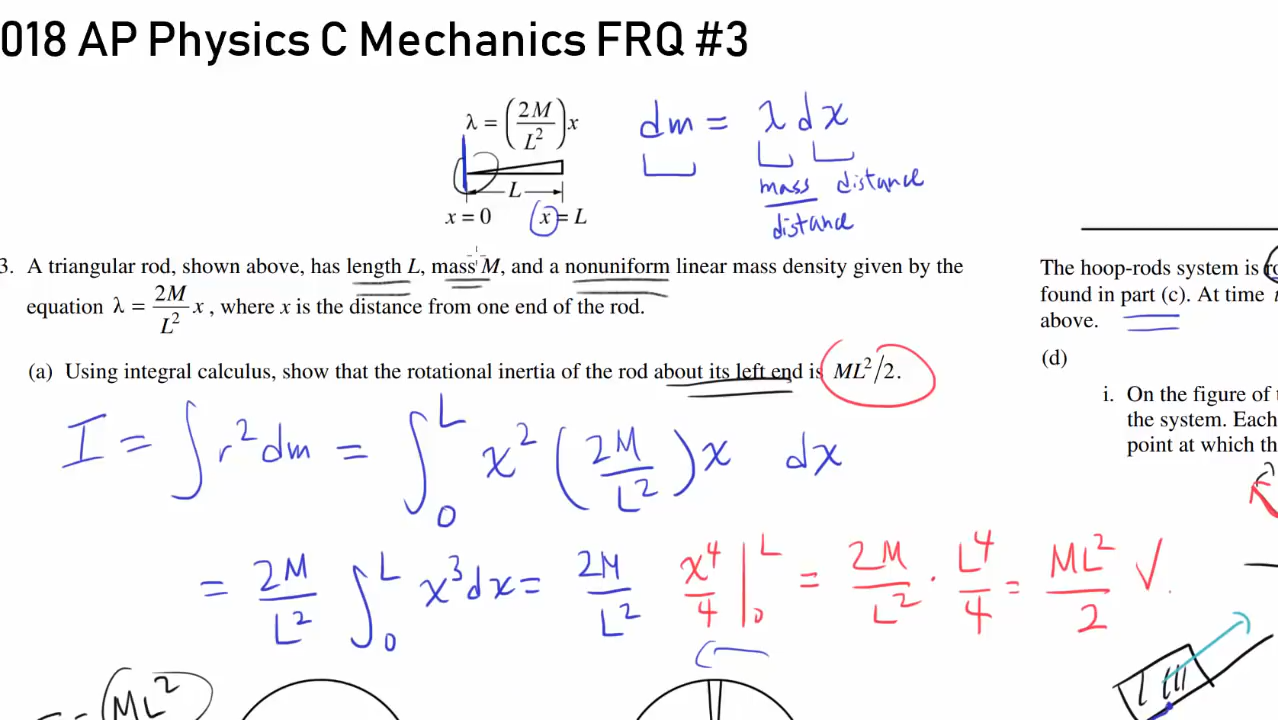 018 AP Physics C Mechanics FRQ #3
λ = (2M/L²)x
dm = λ dx
L
mass distance
distance
x = 0 x = L
3. A triangular rod, shown above, has length L, mass M, and a nonuniform linear mass density given by the
equation λ = 2M/L² x, where x is the distance from one end of the rod.
(a) Using integral calculus, show that the rotational inertia of the rod about its left end is ML²/2.
I = ∫ r² dm = ∫₀ᴸ x² (2M/L²) x dx
= 2M/L² ∫₀ᴸ x³ dx = 2M/L² x⁴/4 |₀ᴸ = 2M/L² · L⁴/4 = ML²/2 ✓
ML²
The hoop-rods system is
found in part (c). At time
above.
(d)
i. On the figure of
the system. Each
point at which